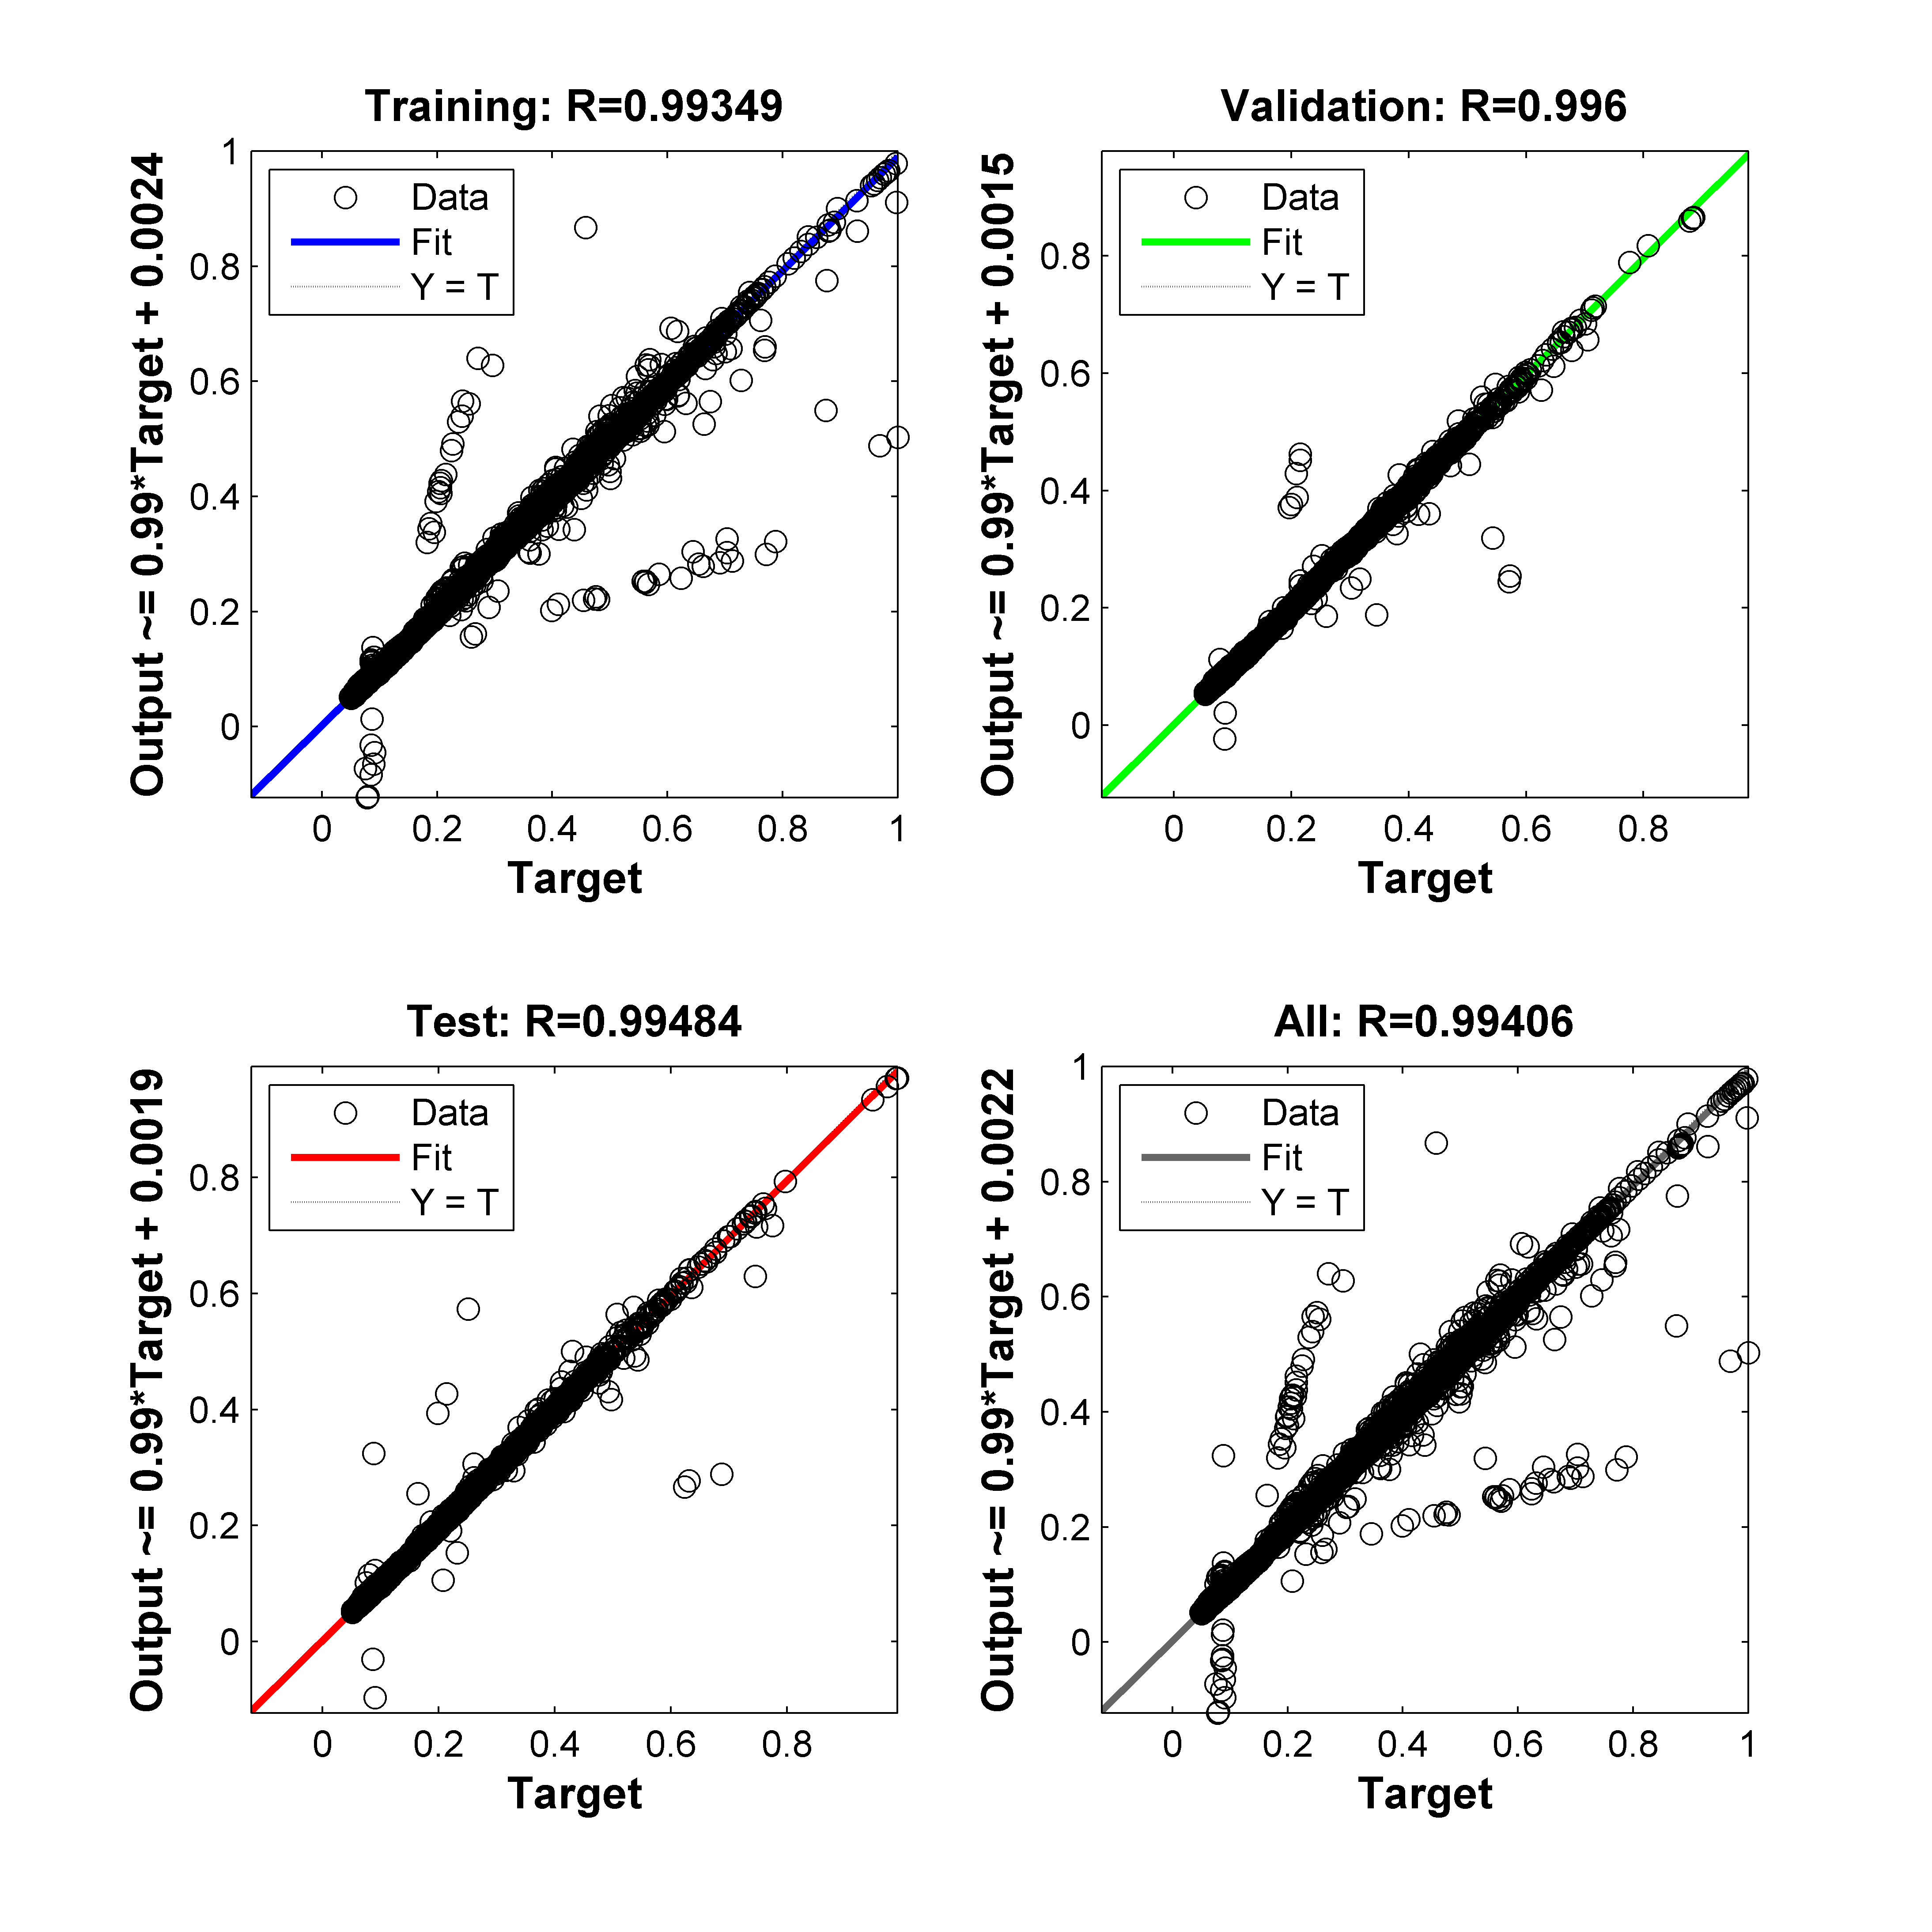 Training: R=0.99349
Output ~= 0.99*Target + 0.0024
1
0.8
0.6
0.4
0.2
0
Data
Fit
Y = T
0 0.2 0.4 0.6 0.8 1
Target
Validation: R=0.996
Output ~= 0.99*Target + 0.0015
0.8
0.6
0.4
0.2
0
Data
Fit
Y = T
0 0.2 0.4 0.6 0.8
Target
Test: R=0.99484
Output ~= 0.99*Target + 0.0019
0.8
0.6
0.4
0.2
0
Data
Fit
Y = T
0 0.2 0.4 0.6 0.8
Target
All: R=0.99406
Output ~= 0.99*Target + 0.0022
1
0.8
0.6
0.4
0.2
0
Data
Fit
Y = T
0 0.2 0.4 0.6 0.8 1
Target